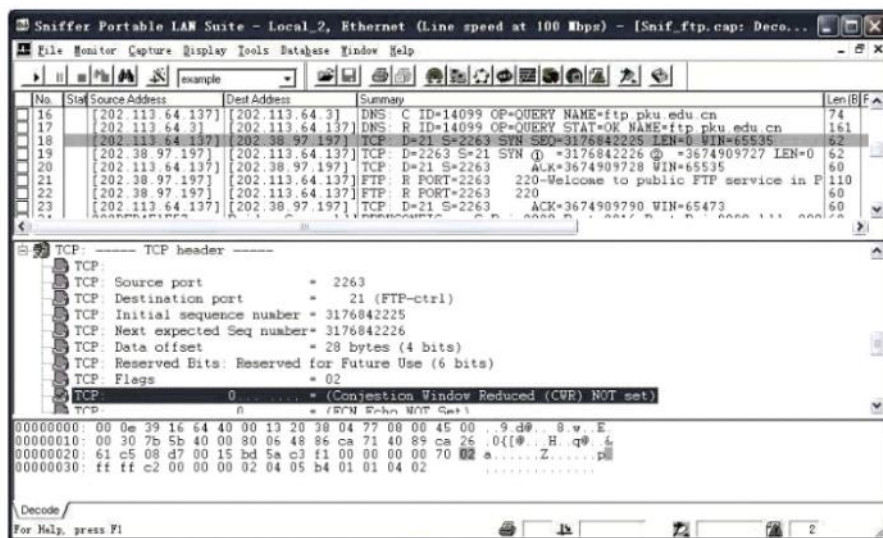 Sniffer Portable LAN Suite - Local_2, Ethernet (Line speed at 100 Mbps) - [Snif_ftp.cap: Deco...
File Monitor Capture Display Tools Database Window Help
example
No. Stat Source Address Dest Address Summary Len (B) F
16 [202.113.64.137] [202.113.64.3] DNS: C ID=14099 OP=QUERY NAME=ftp.pku.edu.cn 74
17 [202.113.64.3] [202.113.64.137] DNS: R ID=14099 OP=QUERY STAT=OK NAME=ftp.pku.edu.cn 161
18 [202.113.64.137] [202.38.97.197] TCP: D=21 S=2263 SYN SEQ=3176842225 LEN=0 WIN=65535 62
19 [202.38.97.197] [202.113.64.137] TCP: D=2263 S=21 SYN ① =3176842226 ② =3674909727 LEN=0 62
20 [202.113.64.137] [202.38.97.197] TCP: D=21 S=2263 ACK=3674909728 WIN=65535 60
21 [202.38.97.197] [202.113.64.137] FTP: R PORT=2263 220-Welcome to public FTP service in P 110
22 [202.38.97.197] [202.113.64.137] FTP: R PORT=2263 220 60
23 [202.113.64.137] [202.38.97.197] TCP: D=21 S=2263 ACK=3674909790 WIN=65473 60
TCP: ----- TCP header -----
TCP:
TCP: Source port = 2263
TCP: Destination port = 21 (FTP-ctrl)
TCP: Initial sequence number = 3176842225
TCP: Next expected Seq number= 3176842226
TCP: Data offset = 28 bytes (4 bits)
TCP: Reserved Bits: Reserved for Future Use (6 bits)
TCP: Flags = 02
TCP: 0....... = (Conjestion Window Reduced (CWR) NOT set)
TCP: .0...... = (ECN Echo NOT Set)
00000000: 00 0e 39 16 64 40 00 13 20 38 04 77 08 00 45 00 ..9.d@.. 8.w..E.
00000010: 00 30 7b 5b 40 00 80 06 48 86 ca 71 40 89 ca 26 .0{[@...H..q@..&
00000020: 61 c5 08 d7 00 15 bd 5a c3 f1 00 00 00 00 70 02 a......Z......p
00000030: ff ff c2 00 00 00 02 04 05 b4 01 01 04 02 ..............
Decode
For Help, press F1
2